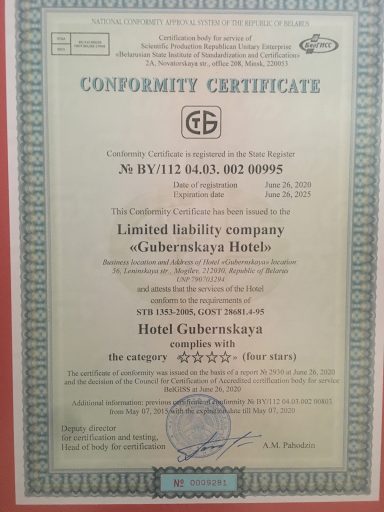 NATIONAL CONFORMITY APPROVAL SYSTEM OF THE REPUBLIC OF BELARUS
Certification body for service of
Scientific Production Republican Unitary Enterprise
«Belarusian State Institute of Standardization and Certification»
2A, Novatorskaya str., office 208, Minsk, 220053
БелГИСС
CONFORMITY CERTIFICATE
СТБ
Conformity Certificate is registered in the State Register
№ BY/112 04.03. 002 00995
Date of registration June 26, 2020
Expiration date June 26, 2025
This Conformity Certificate has been issued to the
Limited liability company
«Gubernskaya Hotel»
Business location and Address of Hotel «Gubernskaya» location:
56, Leninskaya str., Mogilev, 212030, Republic of Belarus
UNP 790703294
and attests that the services of the Hotel
conform to the requirements of
STB 1353-2005, GOST 28681.4-95
Hotel Gubernskaya
complies with
the category «☆☆☆☆» (four stars)
The certificate of conformity was issued on the basis of a report № 2930 at June 26, 2020
and the decision of the Council for Certification of Accredited certification body for service
BelGISS at June 26, 2020
Additional information: previous certificate of conformity № BY/112 04.03.002 00803
from May 07, 2015 with the expiration date till May 07, 2020
Deputy director
for certification and testing,
Head of body for certification
A.M. Pahodzin
№ 0009281